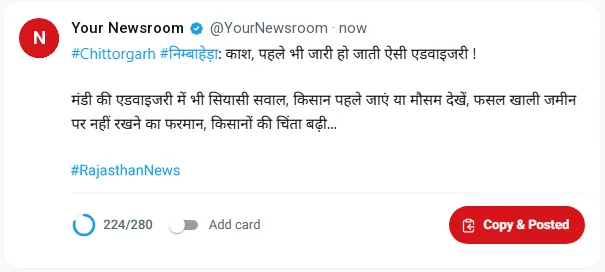 N
Your Newsroom @YourNewsroom · now
#Chittorgarh #निम्बाहेड़ा: काश, पहले भी जारी हो जाती ऐसी एडवाइजरी !
मंडी की एडवाइजरी में भी सियासी सवाल, किसान पहले जाएं या मौसम देखें, फसल खाली जमीन
पर नहीं रखने का फरमान, किसानों की चिंता बढ़ी...
#RajasthanNews
224/280 Add card Copy & Posted